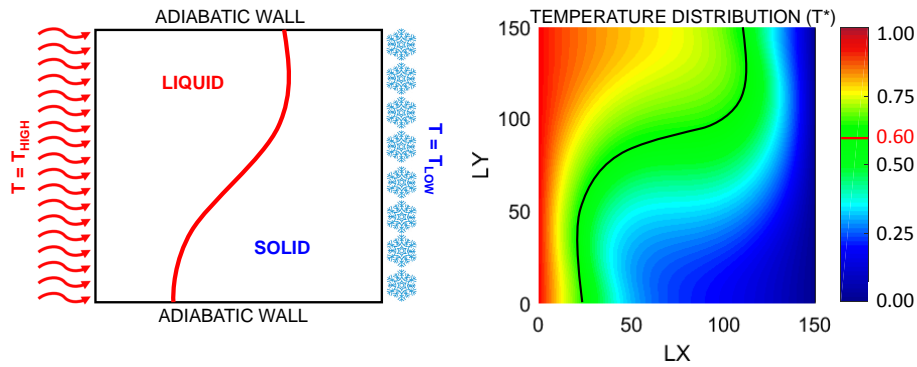 ADIABATIC WALL
T = T_HIGH
LIQUID
SOLID
T = T_LOW
ADIABATIC WALL
TEMPERATURE DISTRIBUTION (T*)
150
100
50
0
LY
0
50
100
150
LX
1.00
0.75
0.60
0.50
0.25
0.00